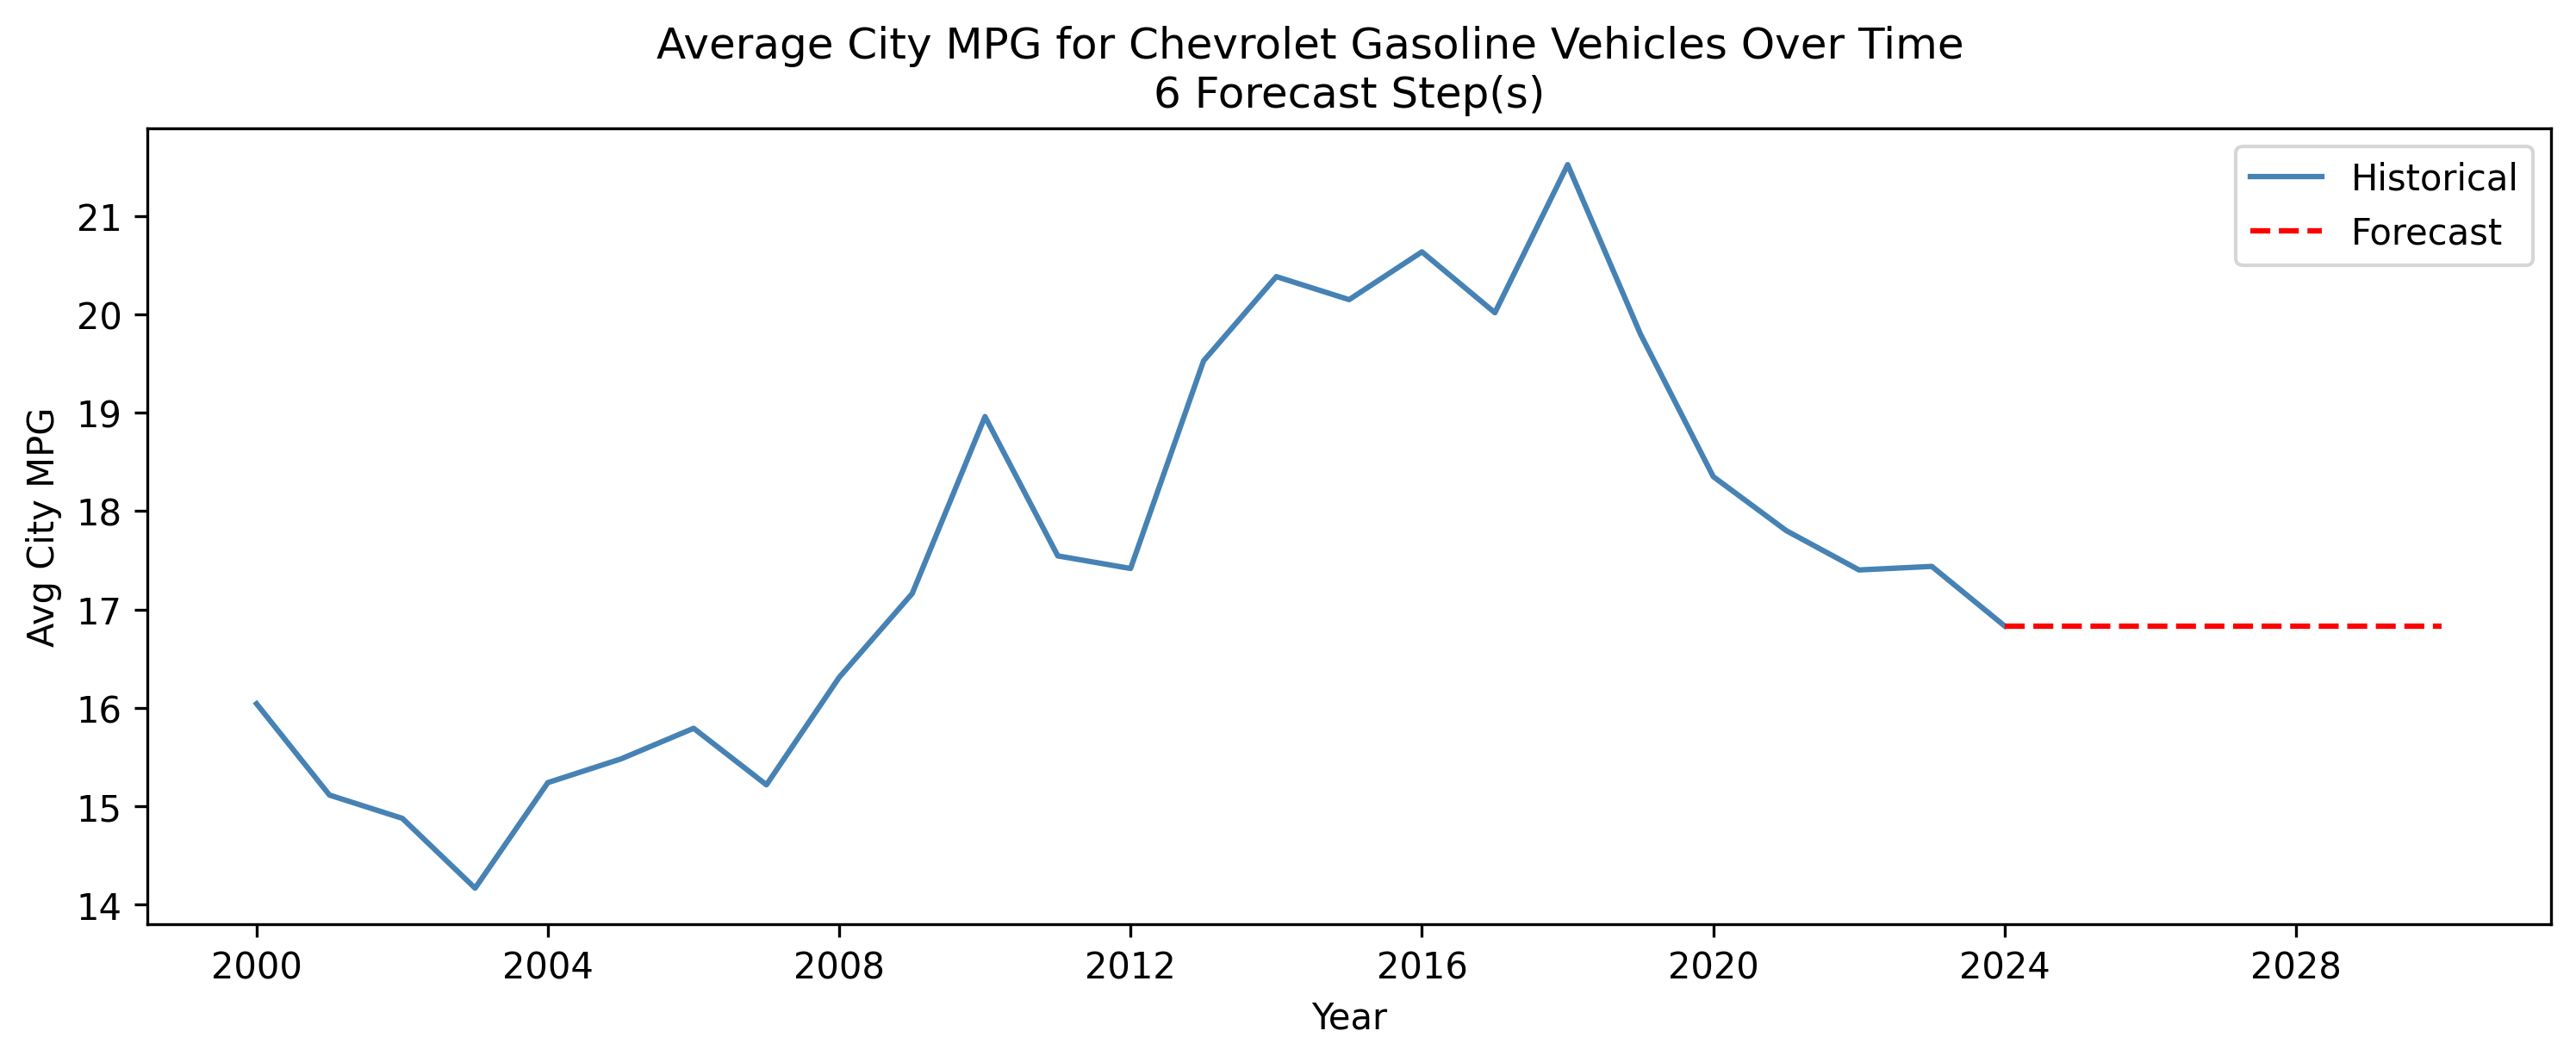 Average City MPG for Chevrolet Gasoline Vehicles Over Time
6 Forecast Step(s)
Historical
Forecast
Avg City MPG
21
20
19
18
17
16
15
14
2000
2004
2008
2012
2016
2020
2024
2028
Year